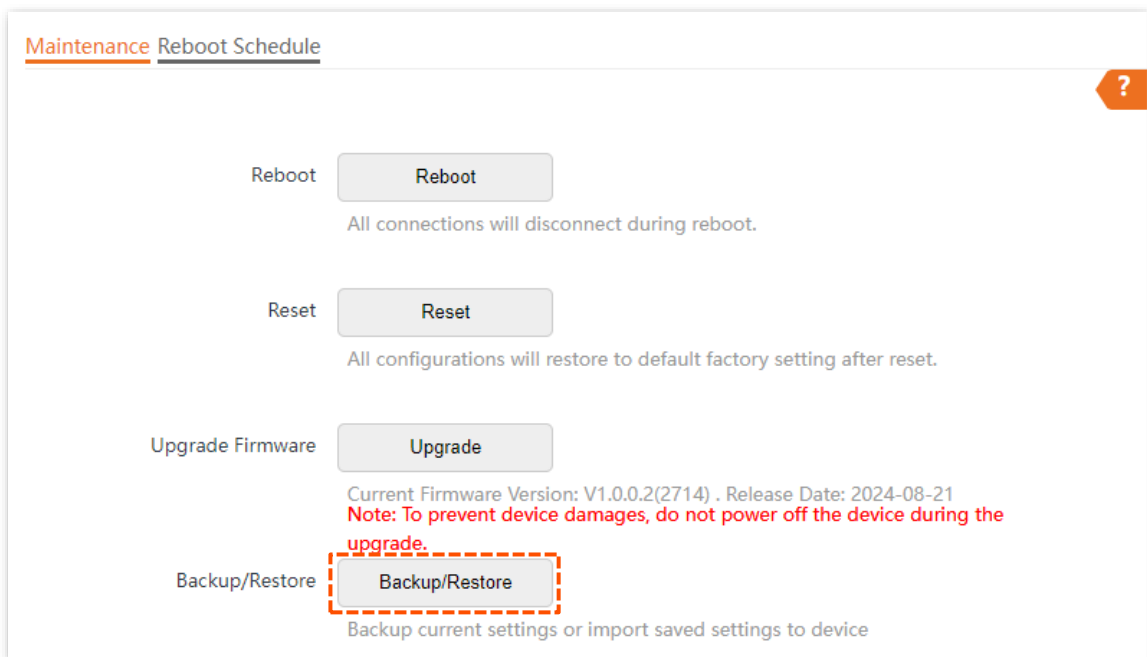 Maintenance Reboot Schedule
?
Reboot Reboot
All connections will disconnect during reboot.
Reset Reset
All configurations will restore to default factory setting after reset.
Upgrade Firmware Upgrade
Current Firmware Version: V1.0.0.2(2714) . Release Date: 2024-08-21
Note: To prevent device damages, do not power off the device during the
upgrade.
Backup/Restore Backup/Restore
Backup current settings or import saved settings to device